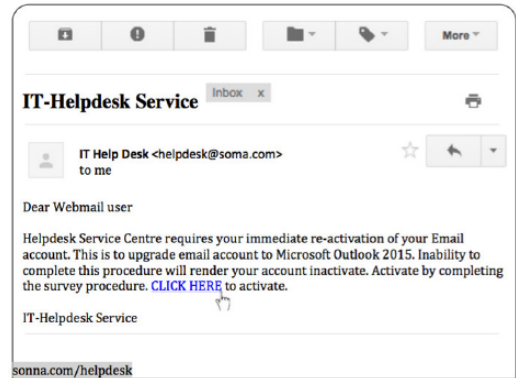 More
IT-Helpdesk Service Inbox x
IT Help Desk <helpdesk@soma.com>
to me
Dear Webmail user
Helpdesk Service Centre requires your immediate re-activation of your Email
account. This is to upgrade email account to Microsoft Outlook 2015. Inability to
complete this procedure will render your account inactivate. Activate by completing
the survey procedure. CLICK HERE to activate.
IT-Helpdesk Service
sonna.com/helpdesk